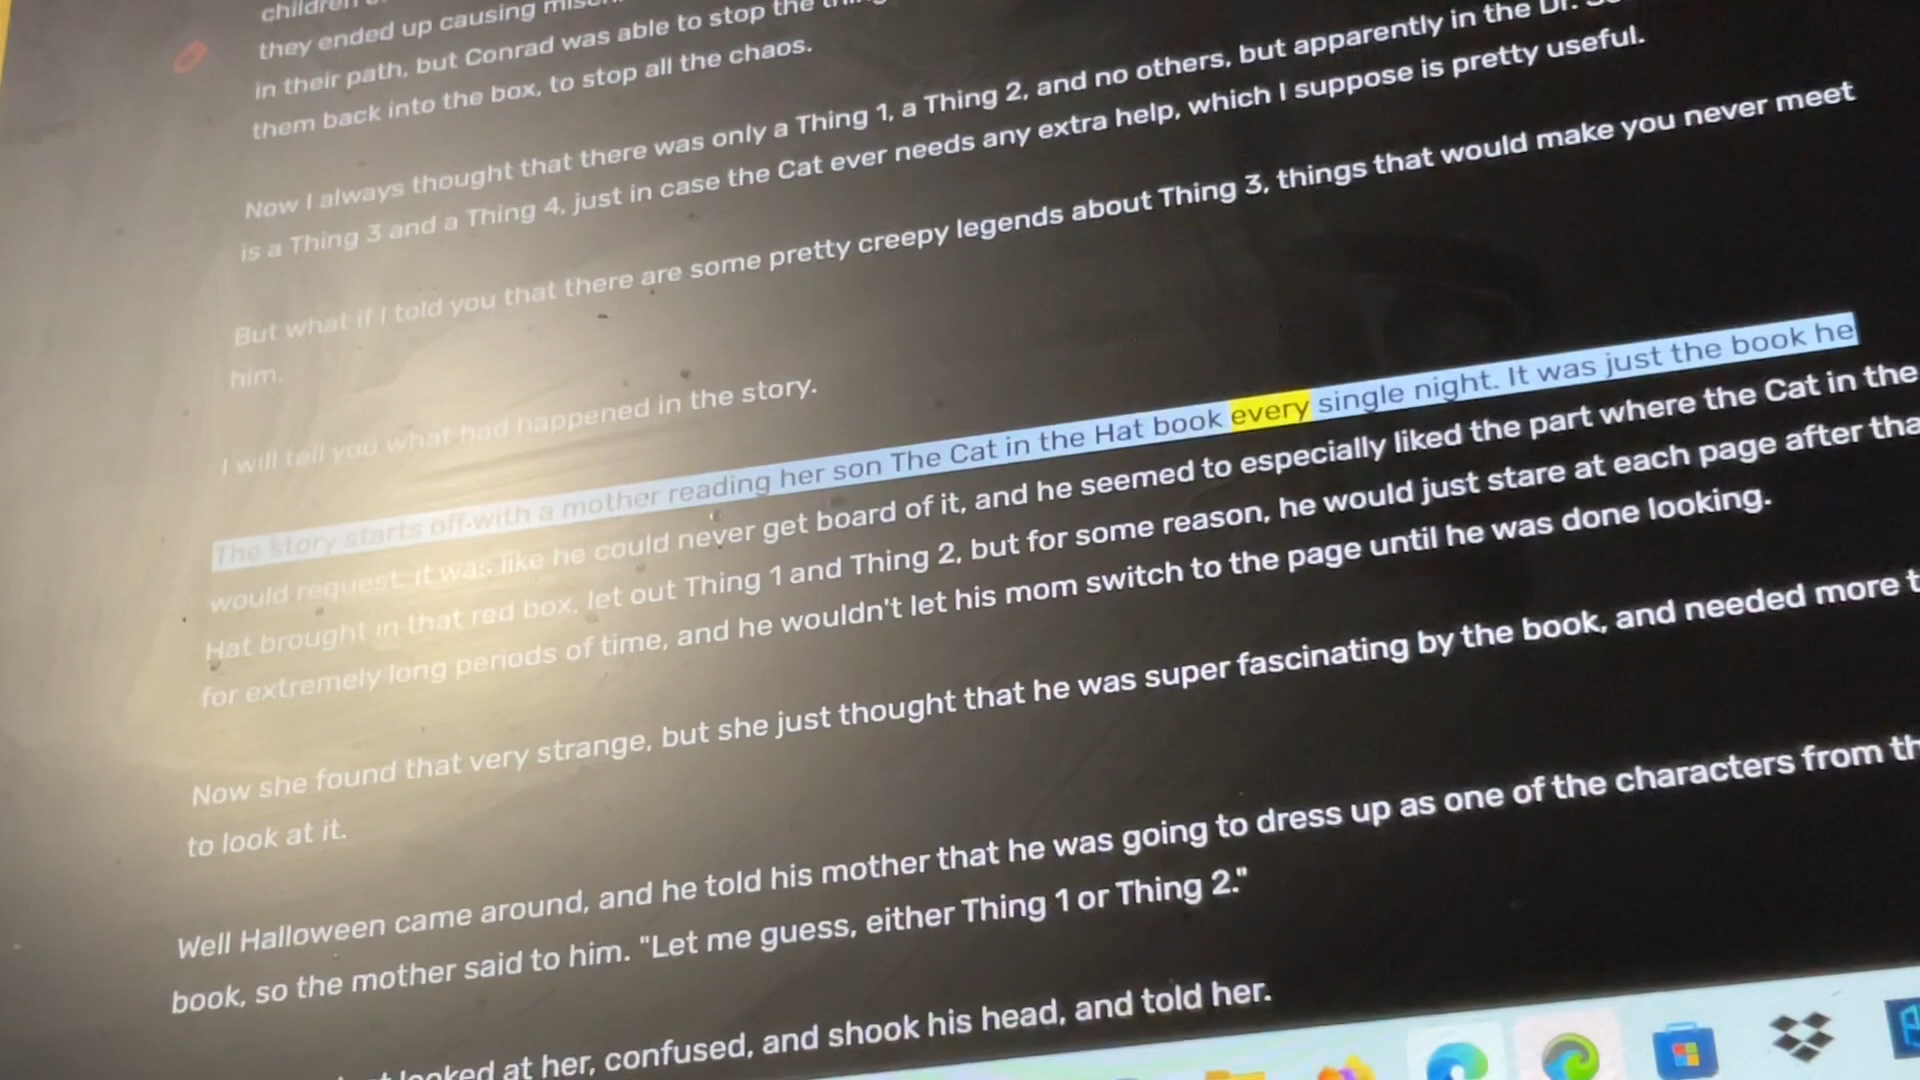 children
they ended up causing
in their path, but Conrad was able to stop the
them back into the box, to stop all the chaos.
Now I always thought that there was only a Thing 1, a Thing 2, and no others, but apparently in the Dr.
is a Thing 3 and a Thing 4, just in case the Cat ever needs any extra help, which I suppose is pretty useful.
But what if I told you that there are some pretty creepy legends about Thing 3, things that would make you never meet
him.
I will tell you what had happened in the story.
The story starts off with a mother reading her son The Cat in the Hat book every single night. It was just the book he
would request, it was like he could never get board of it, and he seemed to especially liked the part where the Cat in the
Hat brought in that red box, let out Thing 1 and Thing 2, but for some reason, he would just stare at each page after
for extremely long periods of time, and he wouldn't let his mom switch to the page until he was done looking.
Now she found that very strange, but she just thought that he was super fascinating by the book, and needed more
to look at it.
Well Halloween came around, and he told his mother that he was going to dress up as one of the characters from
book, so the mother said to him. "Let me guess, either Thing 1 or Thing 2."
looked at her, confused, and shook his head, and told her.